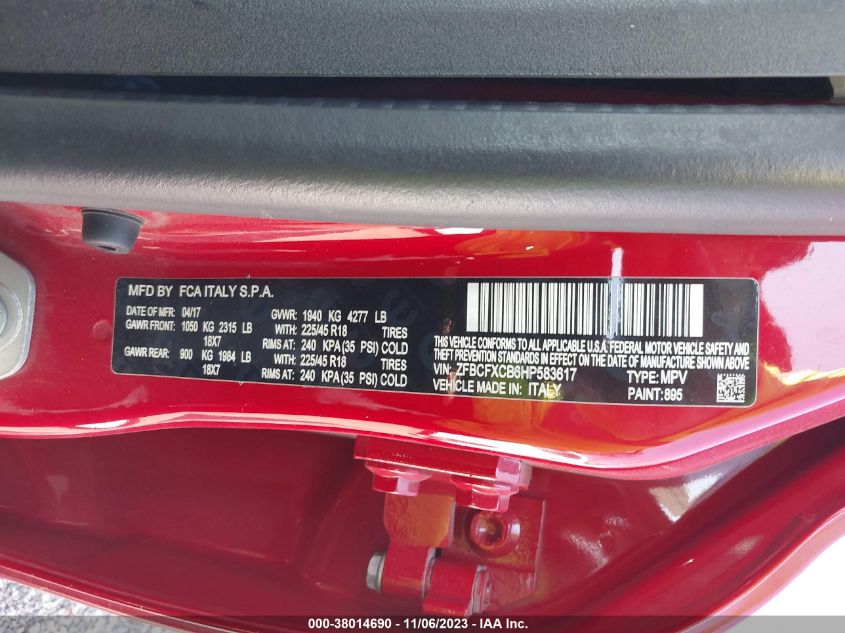 MFD BY FCA ITALY S.P.A.
DATE OF MFR: 04/17 GVWR: 1940 KG 4277 LB
GAWR FRONT: 1050 KG 2315 LB WITH: 225/45 R18 TIRES
18X7 RIMS AT: 240 KPA (35 PSI) COLD
GAWR REAR: 900 KG 1984 LB WITH: 225/45 R18 TIRES
18X7 RIMS AT: 240 KPA (35 PSI) COLD
THIS VEHICLE CONFORMS TO ALL APPLICABLE U.S.A. FEDERAL MOTOR VEHICLE SAFETY
AND THEFT PREVENTION STANDARDS IN EFFECT ON THE DATE OF MANUFACTURE SHOWN ABOVE
VIN: ZFBCFXCB6HP583617 TYPE: MPV
VEHICLE MADE IN: ITALY PAINT: 895
000-38014690 - 11/06/2023 - IAA Inc.